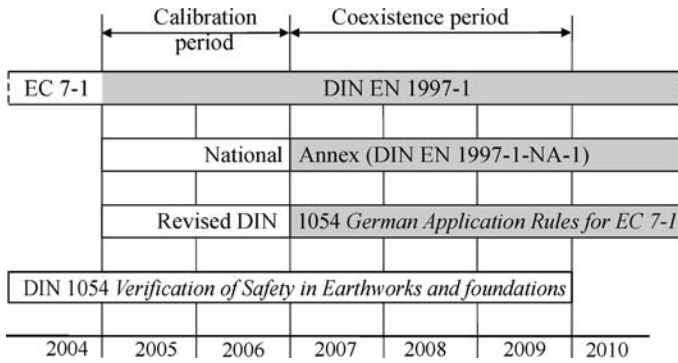 Calibration period
Coexistence period
EC 7-1 DIN EN 1997-1
National Annex (DIN EN 1997-1-NA-1)
Revised DIN 1054 German Application Rules for EC 7-1
DIN 1054 Verification of Safety in Earthworks and foundations
2004 2005 2006 2007 2008 2009 2010